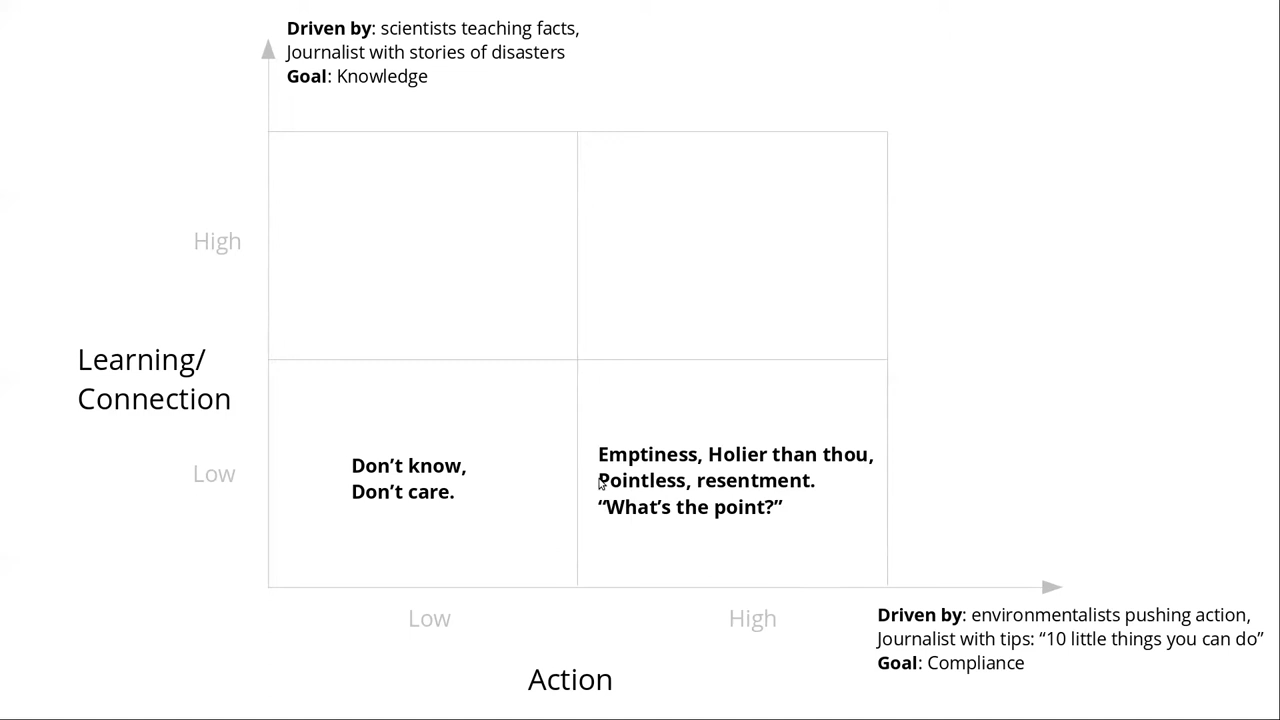 Driven by: scientists teaching facts,
Journalist with stories of disasters
Goal: Knowledge
High
Learning/
Connection
Low
Don’t know,
Don’t care.
Emptiness, Holier than thou,
Pointless, resentment.
“What’s the point?”
Low
High
Driven by: environmentalists pushing action,
Journalist with tips: “10 little things you can do”
Goal: Compliance
Action